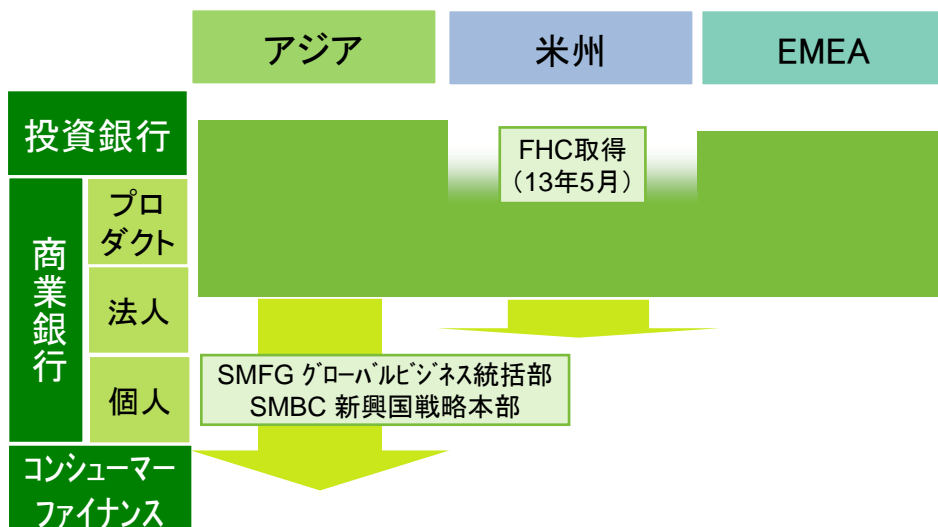 アジア
米州
EMEA
投資銀行
FHC取得
（13年5月）
商業銀行
プロ
ダクト
法人
個人
SMFG ｸﾞﾛｰﾊﾞﾙﾋﾞｼﾞﾈｽ統括部
SMBC 新興国戦略本部
コンシューマー
ファイナンス